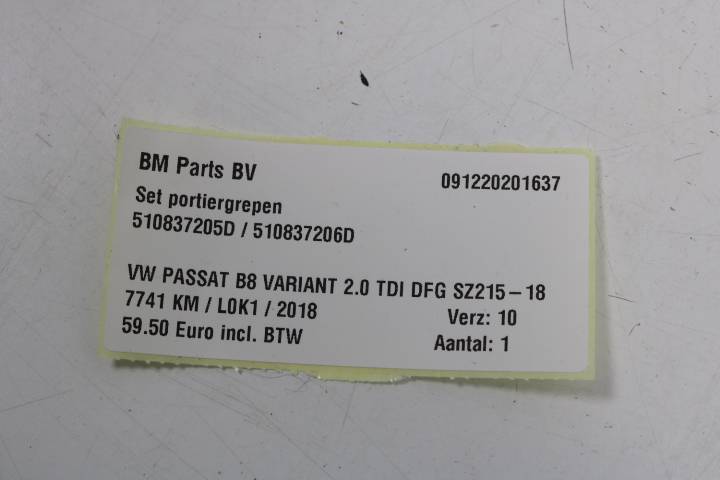 BM Parts BV 091220201637
Set portiergrepen
510837205D / 510837206D
VW PASSAT B8 VARIANT 2.0 TDI DFG SZ215-18
7741 KM / L0K1 / 2018 Verz: 10
59.50 Euro incl. BTW Aantal: 1